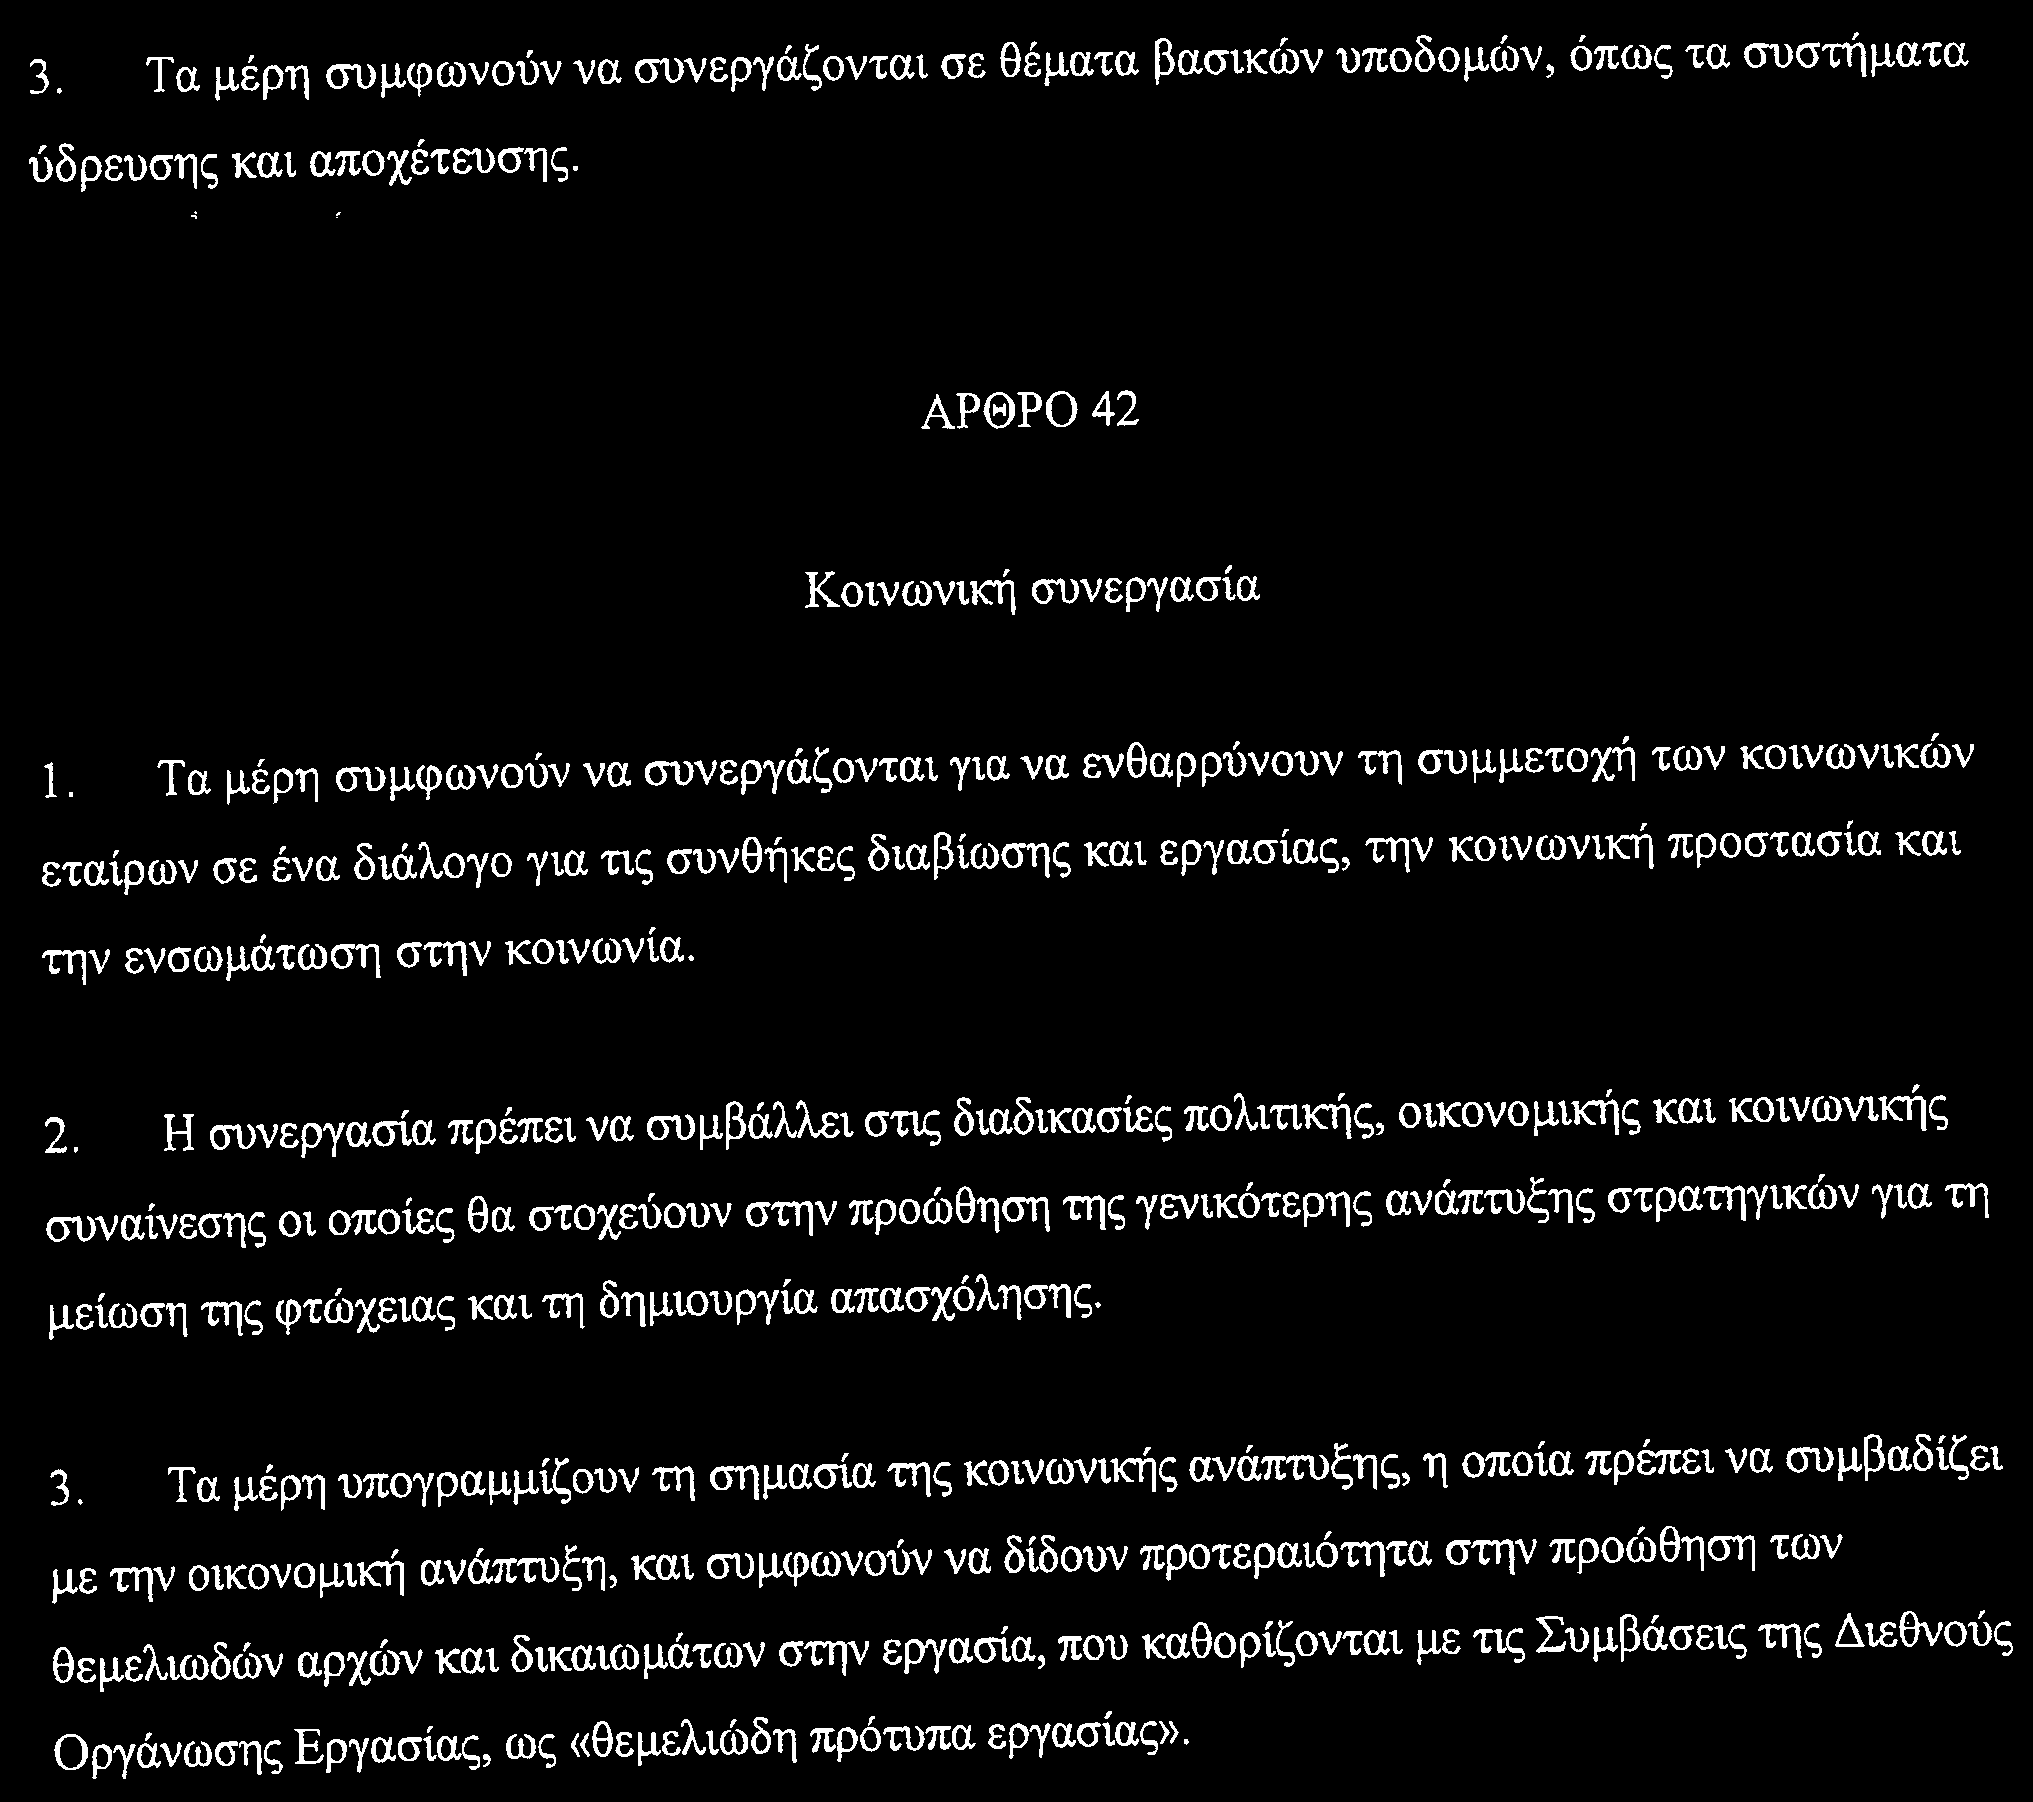 3. Τα μέρη συμφωνούν να συνεργάζονται σε θέματα βασικών υποδομών, όπως τα συστήματα
ύδρευσης και αποχέτευσης.
ΑΡΘΡΟ 42
Κοινωνική συνεργασία
1. Τα μέρη συμφωνούν να συνεργάζονται για να ενθαρρύνουν τη συμμετοχή των κοινωνικών
εταίρων σε ένα διάλογο για τις συνθήκες διαβίωσης και εργασίας, την κοινωνική προστασία και
την ενσωμάτωση στην κοινωνία.
2. Η συνεργασία πρέπει να συμβάλλει στις διαδικασίες πολιτικής, οικονομικής και κοινωνικής
συναίνεσης οι οποίες θα στοχεύουν στην προώθηση της γενικότερης ανάπτυξης στρατηγικών για τη
μείωση της φτώχειας και τη δημιουργία απασχόλησης.
3. Τα μέρη υπογραμμίζουν τη σημασία της κοινωνικής ανάπτυξης, η οποία πρέπει να συμβαδίζει
με την οικονομική ανάπτυξη, και συμφωνούν να δίδουν προτεραιότητα στην προώθηση των
θεμελιωδών αρχών και δικαιωμάτων στην εργασία, που καθορίζονται με τις Συμβάσεις της Διεθνούς
Οργάνωσης Εργασίας, ως «θεμελιώδη πρότυπα εργασίας».